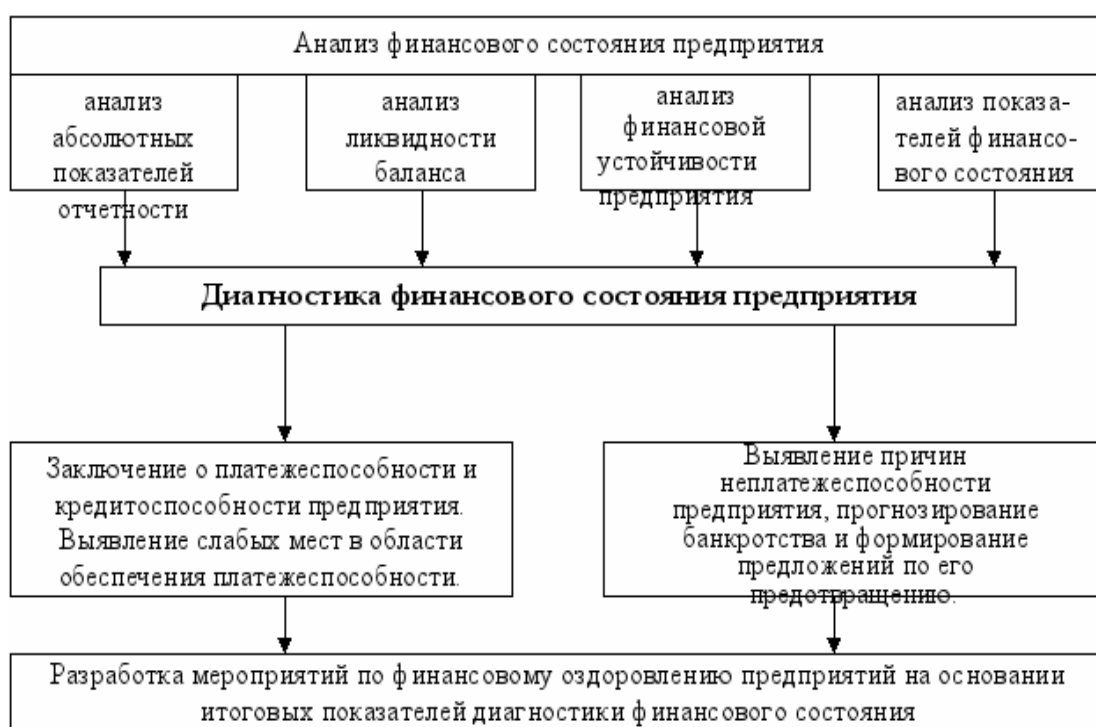 Анализ финансового состояния предприятия
анализ
абсолютных
показателей
отчетности
анализ
ликвидности
баланса
анализ
финансовой
устойчивости
предприятия
анализ показа-
телей финансо-
вого состояния
Диагностика финансового состояния предприятия
Заключение о платежеспособности и
кредитоспособности предприятия.
Выявление слабых мест в области
обеспечения платежеспособности.
Выявление причин
неплатежеспособности
предприятия, прогнозирование
банкротства и формирование
предложений по его
предотвращению.
Разработка мероприятий по финансовому оздоровлению предприятий на основании
итоговых показателей диагностики финансового состояния